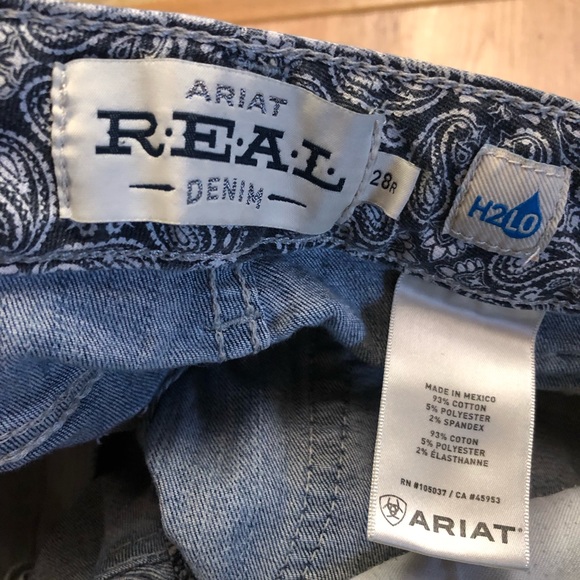 ARIAT
R·E·A·L
DENIM
28R
H2LO
MADE IN MEXICO
93% COTTON
5% POLYESTER
2% SPANDEX
93% COTON
5% POLYESTER
2% ÉLASTHANNE
RN #105037 / CA #45953
ARIAT